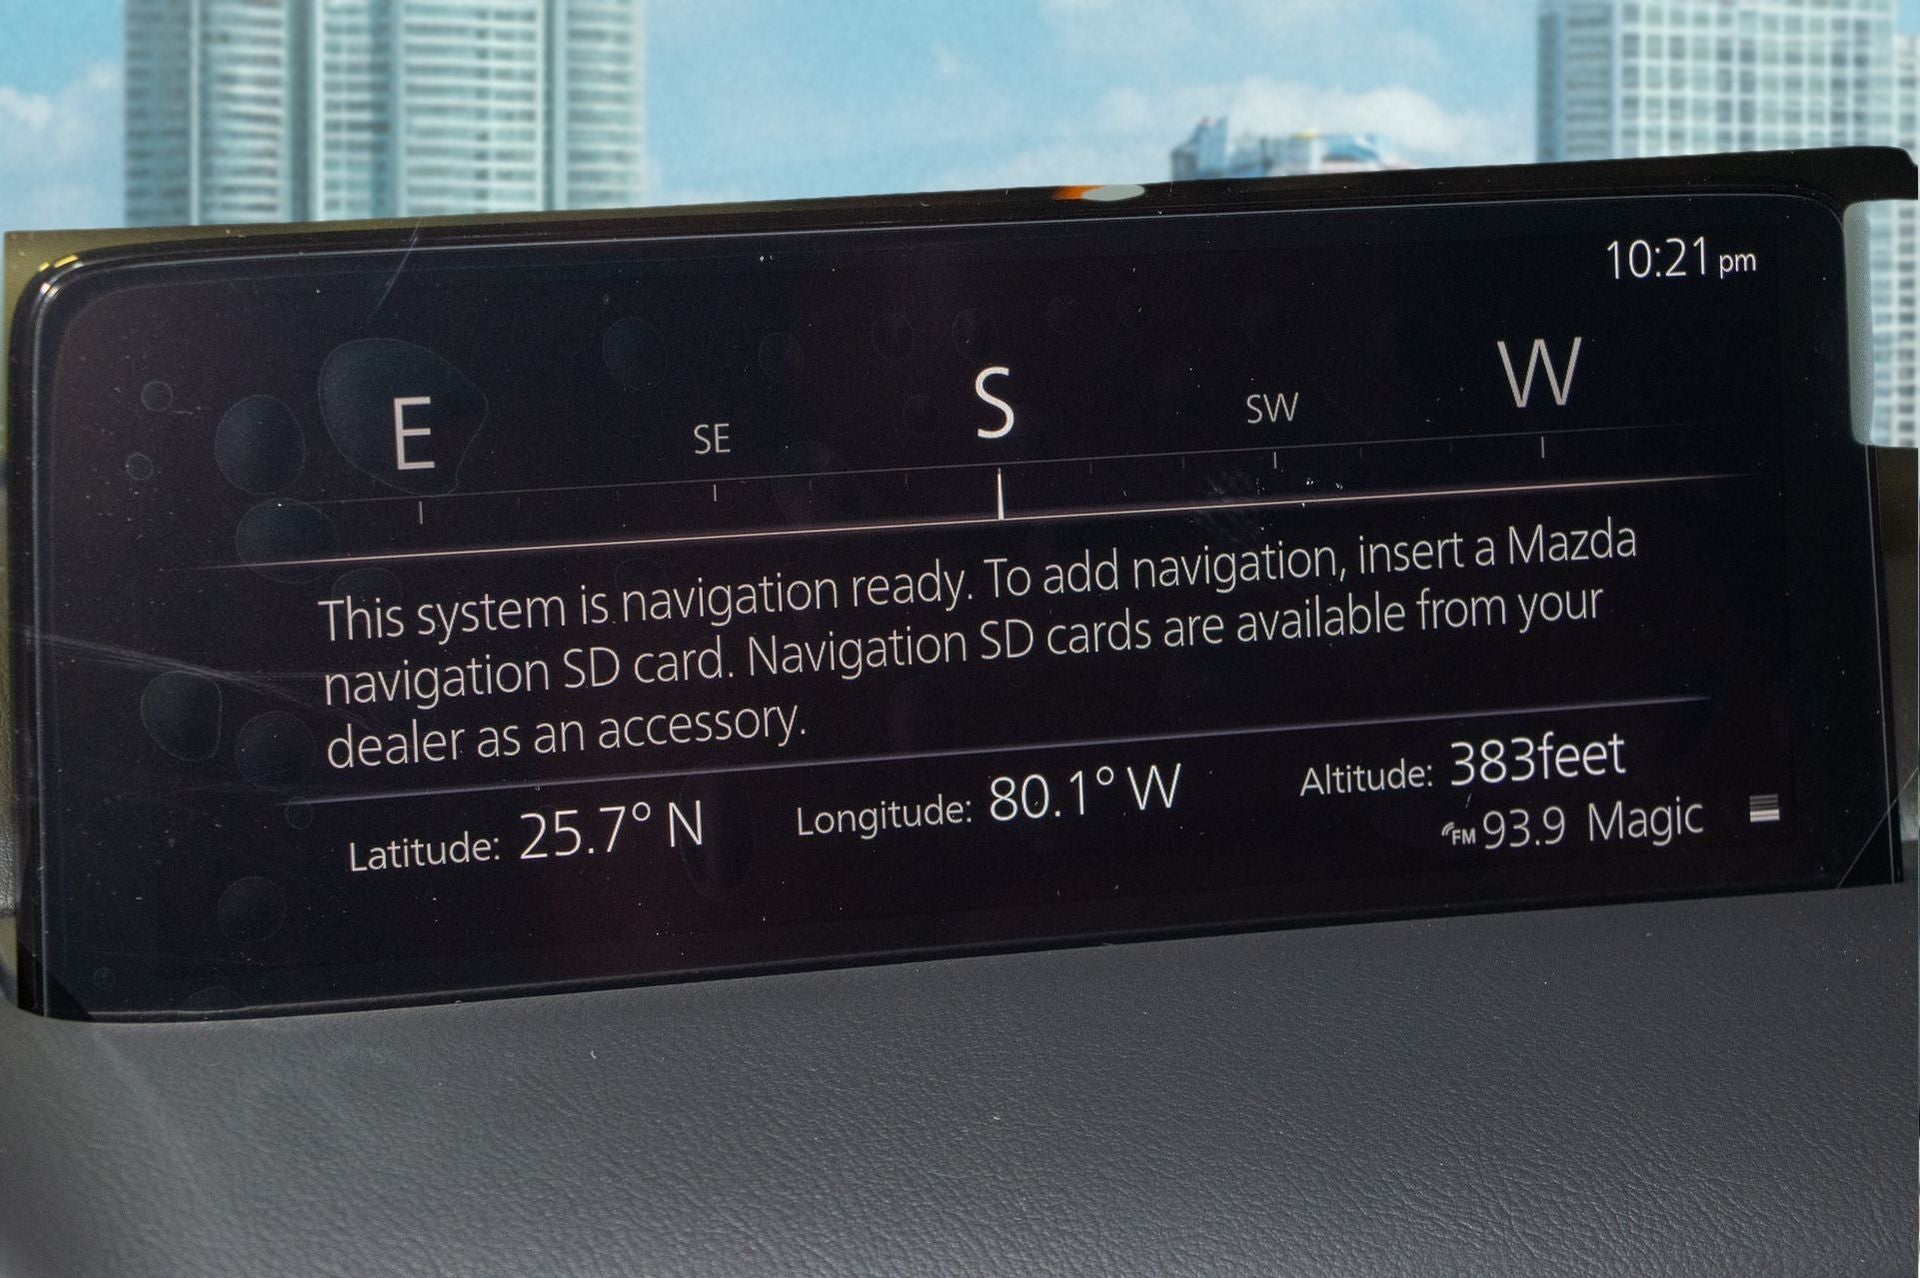 10:21 pm
E SE S SW W
This system is navigation ready. To add navigation, insert a Mazda
navigation SD card. Navigation SD cards are available from your
dealer as an accessory.
Latitude: 25.7° N Longitude: 80.1° W Altitude: 383feet
FM 93.9 Magic